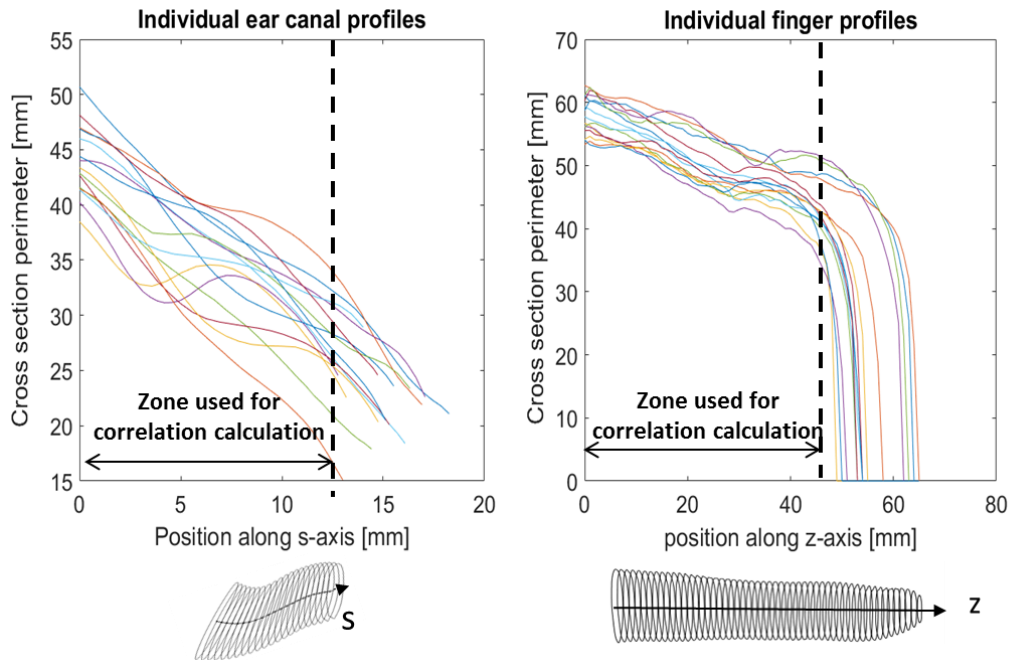 Individual ear canal profiles
55
50
45
40
35
30
25
20
15
Cross section perimeter [mm]
Zone used for
correlation calculation
0 5 10 15 20
Position along s-axis [mm]
S
Individual finger profiles
70
60
50
40
30
20
10
0
Cross section perimeter [mm]
Zone used for
correlation calculation
0 20 40 60 80
position along z-axis [mm]
Z